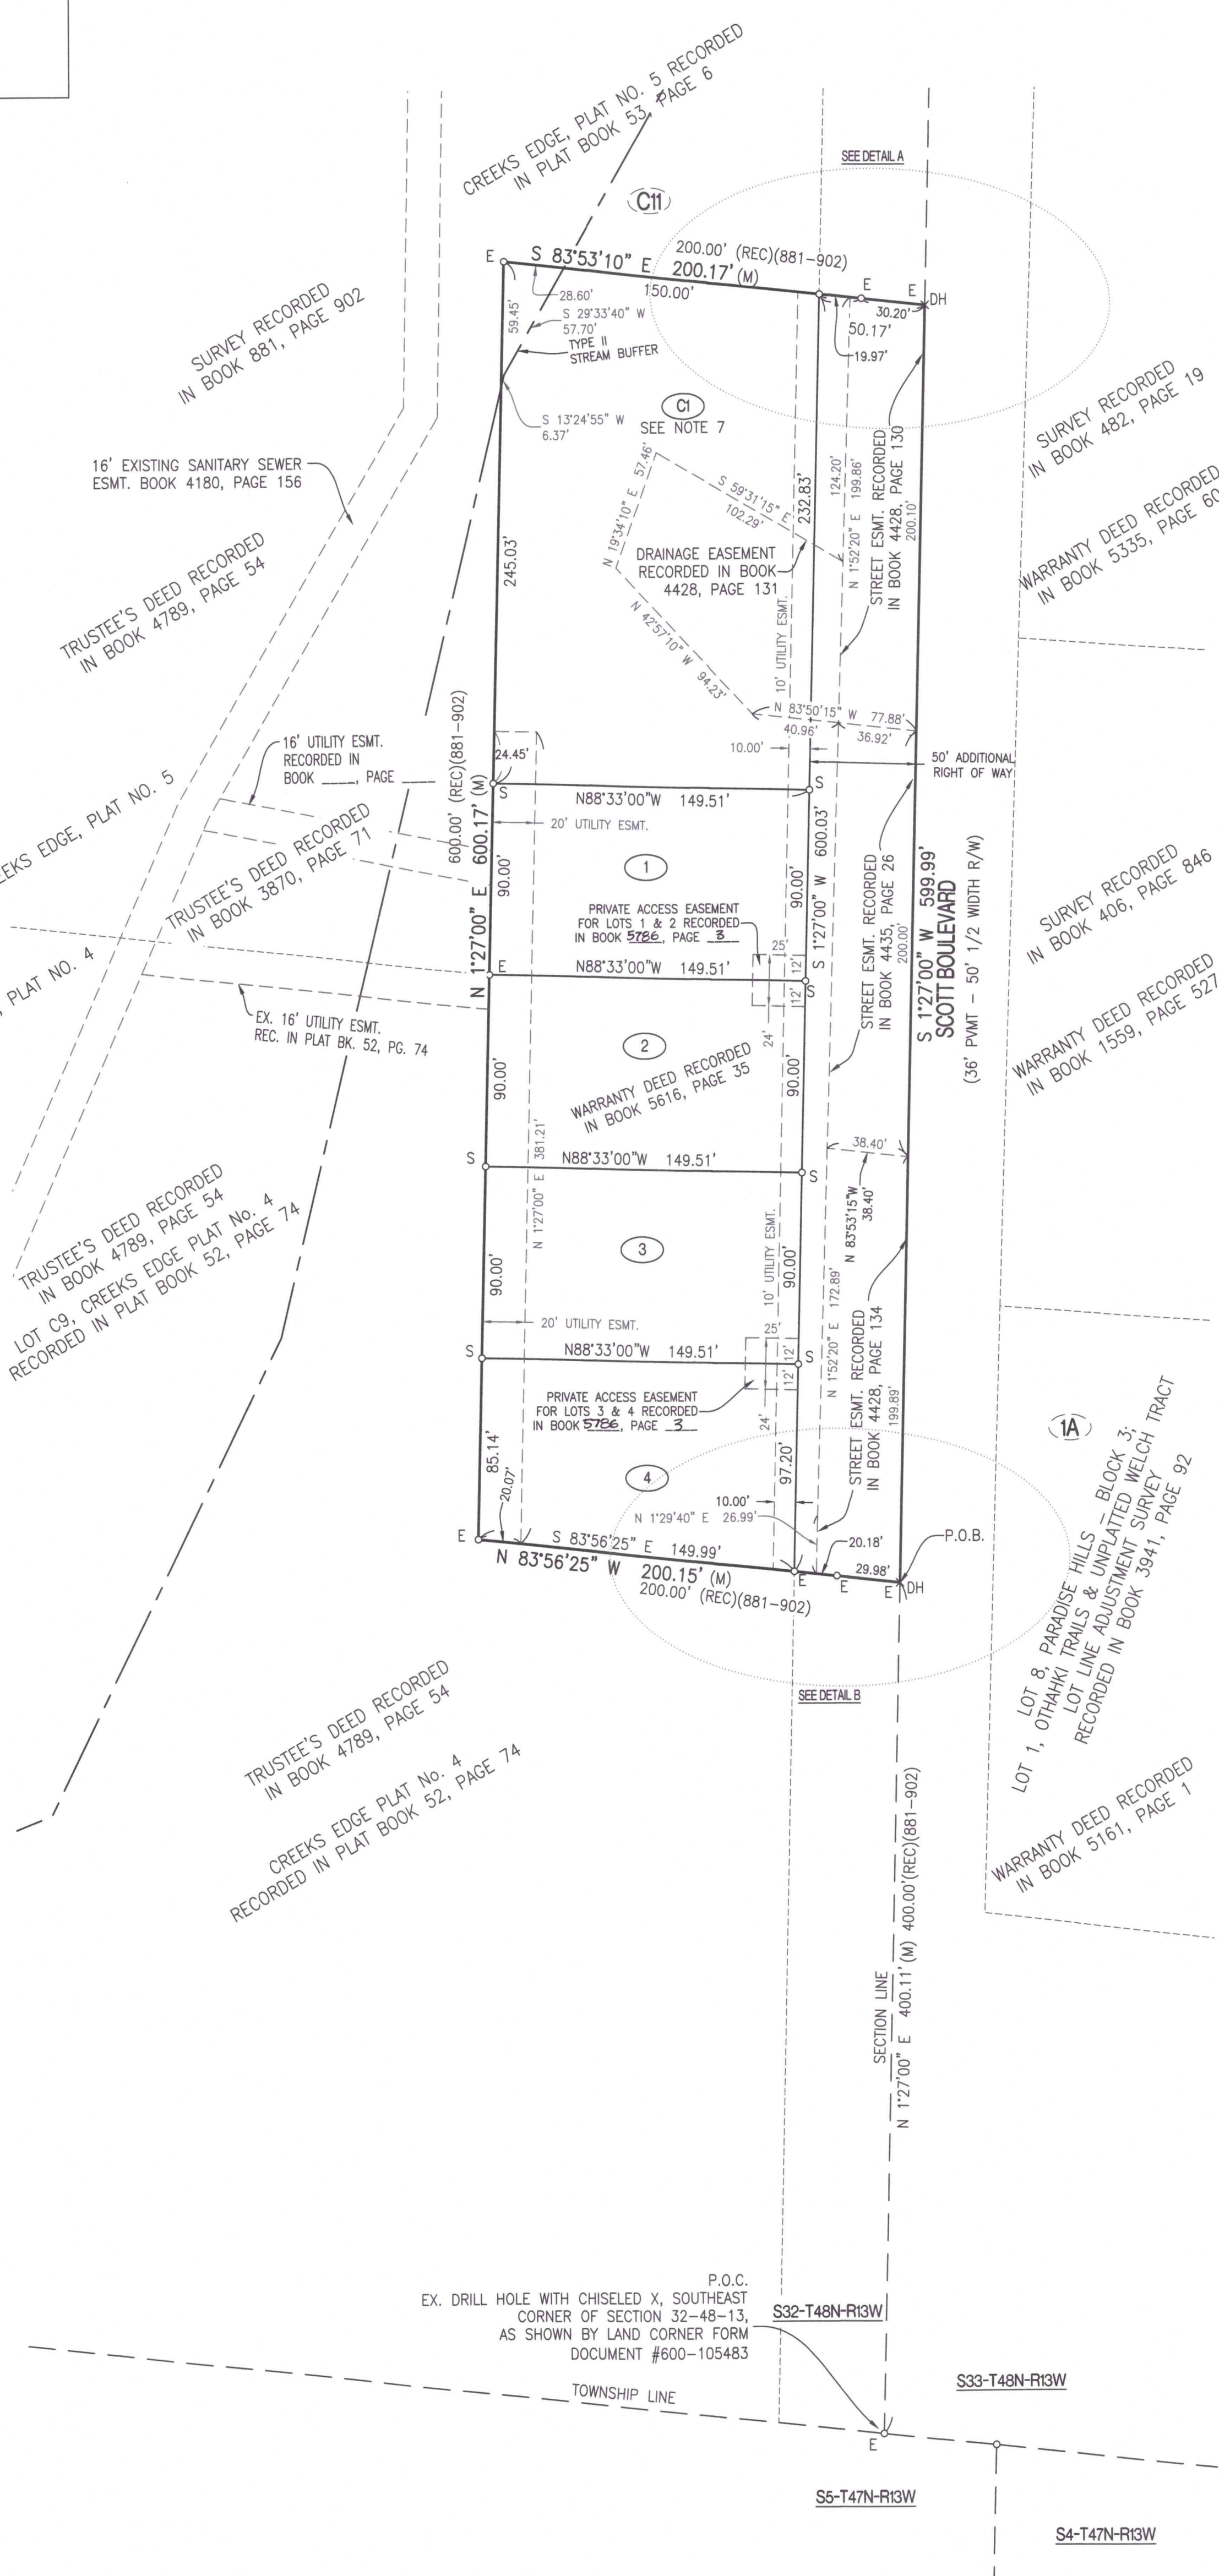 CREEKS EDGE, PLAT NO. 5 RECORDED
IN PLAT BOOK 53, PAGE 6
SEE DETAIL A
C11
200.00' (REC)(881-902)
E
S 83°53'10" E 200.17' (M)
150.00'
E
E
DH
30.20'
50.17'
19.97'
28.60'
S 29°33'40" W
57.70'
TYPE II
STREAM BUFFER
59.45'
SURVEY RECORDED
IN BOOK 881, PAGE 902
C1
SEE NOTE 7
S 13°24'55" W
6.37'
SURVEY RECORDED
IN BOOK 482, PAGE 19
16' EXISTING SANITARY SEWER
ESMT. BOOK 4180, PAGE 156
N 19°34'10" E 57.46'
S 59°31'15" E
102.29'
232.83'
124.20'
N 1°52'20" E 199.86'
STREET ESMT. RECORDED
IN BOOK 4428, PAGE 130
200.10'
WARRANTY DEED RECORDED
IN BOOK 5335, PAGE 60
DRAINAGE EASEMENT
RECORDED IN BOOK
4428, PAGE 131
TRUSTEE'S DEED RECORDED
IN BOOK 4789, PAGE 54
245.03'
N 42°57'10" W 94.23'
10' UTILITY ESMT.
N 83°50'15" W 77.88'
40.96'
36.92'
10.00'
50' ADDITIONAL
RIGHT OF WAY
16' UTILITY ESMT.
RECORDED IN
BOOK ____, PAGE ____
24.45'
600.00' (REC)(881-902)
N 1°27'00" E 600.17' (M)
S
N88°33'00"W 149.51'
S
20' UTILITY ESMT.
EEKS EDGE, PLAT NO. 5
TRUSTEE'S DEED RECORDED
IN BOOK 3870, PAGE 71
90.00'
1
90.00'
S 1°27'00" W 600.03'
STREET ESMT. RECORDED
IN BOOK 4435, PAGE 26
200.00'
S 1°27'00" W 599.99'
SCOTT BOULEVARD
(36' PVMT - 50' 1/2 WIDTH R/W)
SURVEY RECORDED
IN BOOK 406, PAGE 846
PRIVATE ACCESS EASEMENT
FOR LOTS 1 & 2 RECORDED
IN BOOK 5786, PAGE 3
25'
12'
12'
24'
, PLAT NO. 4
E
N88°33'00"W 149.51'
S
EX. 16' UTILITY ESMT.
REC. IN PLAT BK. 52, PG. 74
2
WARRANTY DEED RECORDED
IN BOOK 5616, PAGE 35
WARRANTY DEED RECORDED
IN BOOK 1559, PAGE 527
90.00'
90.00'
381.21'
N 1°27'00" E
38.40'
N 83°53'15"W
38.40'
S
N88°33'00"W 149.51'
S
TRUSTEE'S DEED RECORDED
IN BOOK 4789, PAGE 54
LOT C9, CREEKS EDGE PLAT No. 4
RECORDED IN PLAT BOOK 52, PAGE 74
3
90.00'
10' UTILITY ESMT.
90.00'
N 1°52'20" E 172.89'
STREET ESMT. RECORDED
IN BOOK 4428, PAGE 134
199.89'
20' UTILITY ESMT.
S
N88°33'00"W 149.51'
S
25'
12'
12'
24'
PRIVATE ACCESS EASEMENT
FOR LOTS 3 & 4 RECORDED
IN BOOK 5786, PAGE 3
1A
LOT 8, PARADISE HILLS - BLOCK 3;
LOT 1, OTHAHKI TRAILS & UNPLATTED WELCH TRACT
LOT LINE ADJUSTMENT SURVEY
RECORDED IN BOOK 3941, PAGE 92
85.14'
20.07'
4
97.20'
10.00'
N 1°29'40" E 26.99'
E
S 83°56'25" E 149.99'
N 83°56'25" W 200.15' (M)
200.00' (REC)(881-902)
20.18'
29.98'
P.O.B.
E
E
E
DH
SEE DETAIL B
TRUSTEE'S DEED RECORDED
IN BOOK 4789, PAGE 54
CREEKS EDGE PLAT No. 4
RECORDED IN PLAT BOOK 52, PAGE 74
WARRANTY DEED RECORDED
IN BOOK 5161, PAGE 1
SECTION LINE
N 1°27'00" E 400.11' (M) 400.00'(REC)(881-902)
P.O.C.
EX. DRILL HOLE WITH CHISELED X, SOUTHEAST
CORNER OF SECTION 32-48-13,
AS SHOWN BY LAND CORNER FORM
DOCUMENT #600-105483
S32-T48N-R13W
S33-T48N-R13W
TOWNSHIP LINE
E
S5-T47N-R13W
S4-T47N-R13W